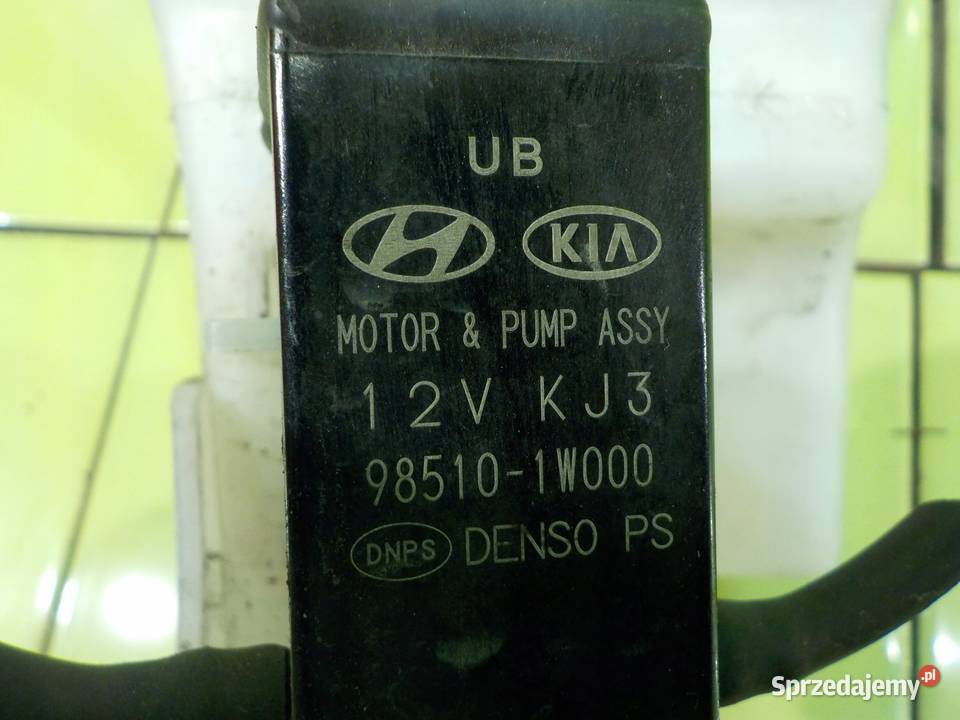 UB
KIA
MOTOR & PUMP ASSY
12V KJ3
98510-1W000
DNPS DENSO PS
Sprzedajemy.pl